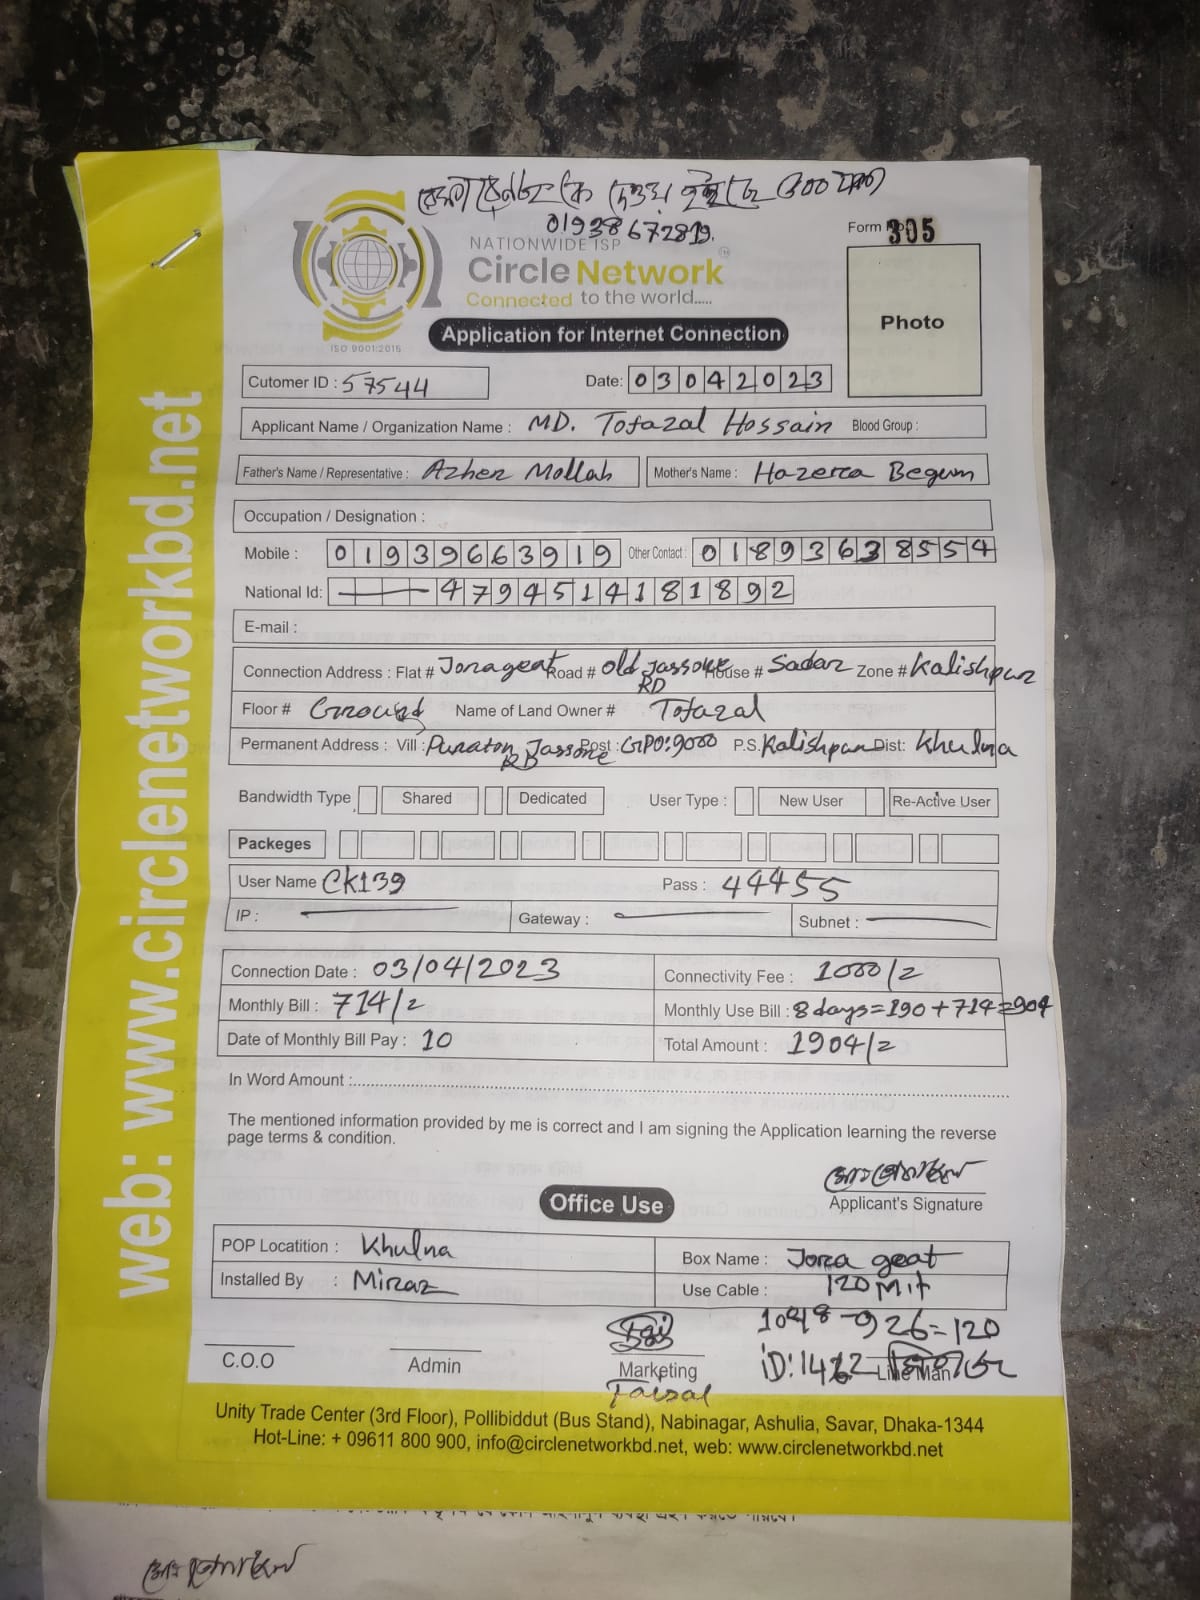 কে দেওয়া হইছে ৩০০ টাকা
01938672819.
Form No: 305
NATIONWIDE ISP
Circle Network
Connected to the world.....
ISO 9001:2015
Application for Internet Connection
Photo
Cutomer ID : 57544 Date: 03042023
Applicant Name / Organization Name : MD. Tofazal Hossain Blood Group :
Father's Name / Representative : Azher Mollah Mother's Name : Hazerra Begum
Occupation / Designation :
Mobile : 01939663919 Other Contact : 01893638554
National Id: 4794514181892
E-mail :
Connection Address : Flat # Jorageat Road # old Jassore RD House # Sadar Zone # Kalishpur
Floor # Ground Name of Land Owner # Tofazal
Permanent Address : Vill : Puraton Jassore RD Post : GPO:9000 P.S. Kalishpur Dist: Khulna
Bandwidth Type Shared Dedicated User Type : New User Re-Active User
Packeges
User Name CK139 Pass : 44455
IP : Gateway : Subnet :
Connection Date : 03/04/2023 Connectivity Fee : 1000/=
Monthly Bill : 714/= Monthly Use Bill : 8 days=190+714=904
Date of Monthly Bill Pay : 10 Total Amount : 1904/=
In Word Amount :
The mentioned information provided by me is correct and I am signing the Application learning the reverse
page terms & condition.
Applicant's Signature
Office Use
POP Locatition : Khulna Box Name : Jora geat
Installed By : Miraz Use Cable : 120 Mit
1048-926=120
C.O.O Admin Marketing iD:1462 Line Man
Faisal
Unity Trade Center (3rd Floor), Pollibiddut (Bus Stand), Nabinagar, Ashulia, Savar, Dhaka-1344
Hot-Line: + 09611 800 900, info@circlenetworkbd.net, web: www.circlenetworkbd.net
web: www.circlenetworkbd.net